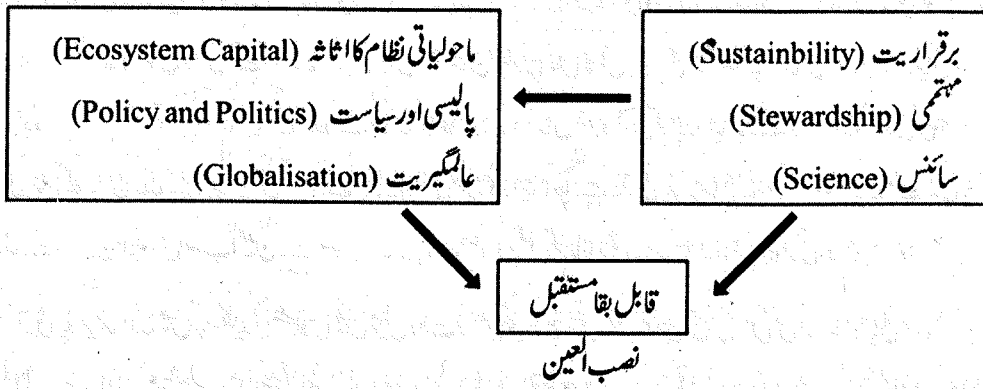 برقراریت (Sustainbility)
مہتممی (Stewardship)
سائنس (Science)
ماحولیاتی نظام کا اثاثہ (Ecosystem Capital)
پالیسی اور سیاست (Policy and Politics)
عالمگیریت (Globalisation)
قابل بقا مستقبل
نصب العین